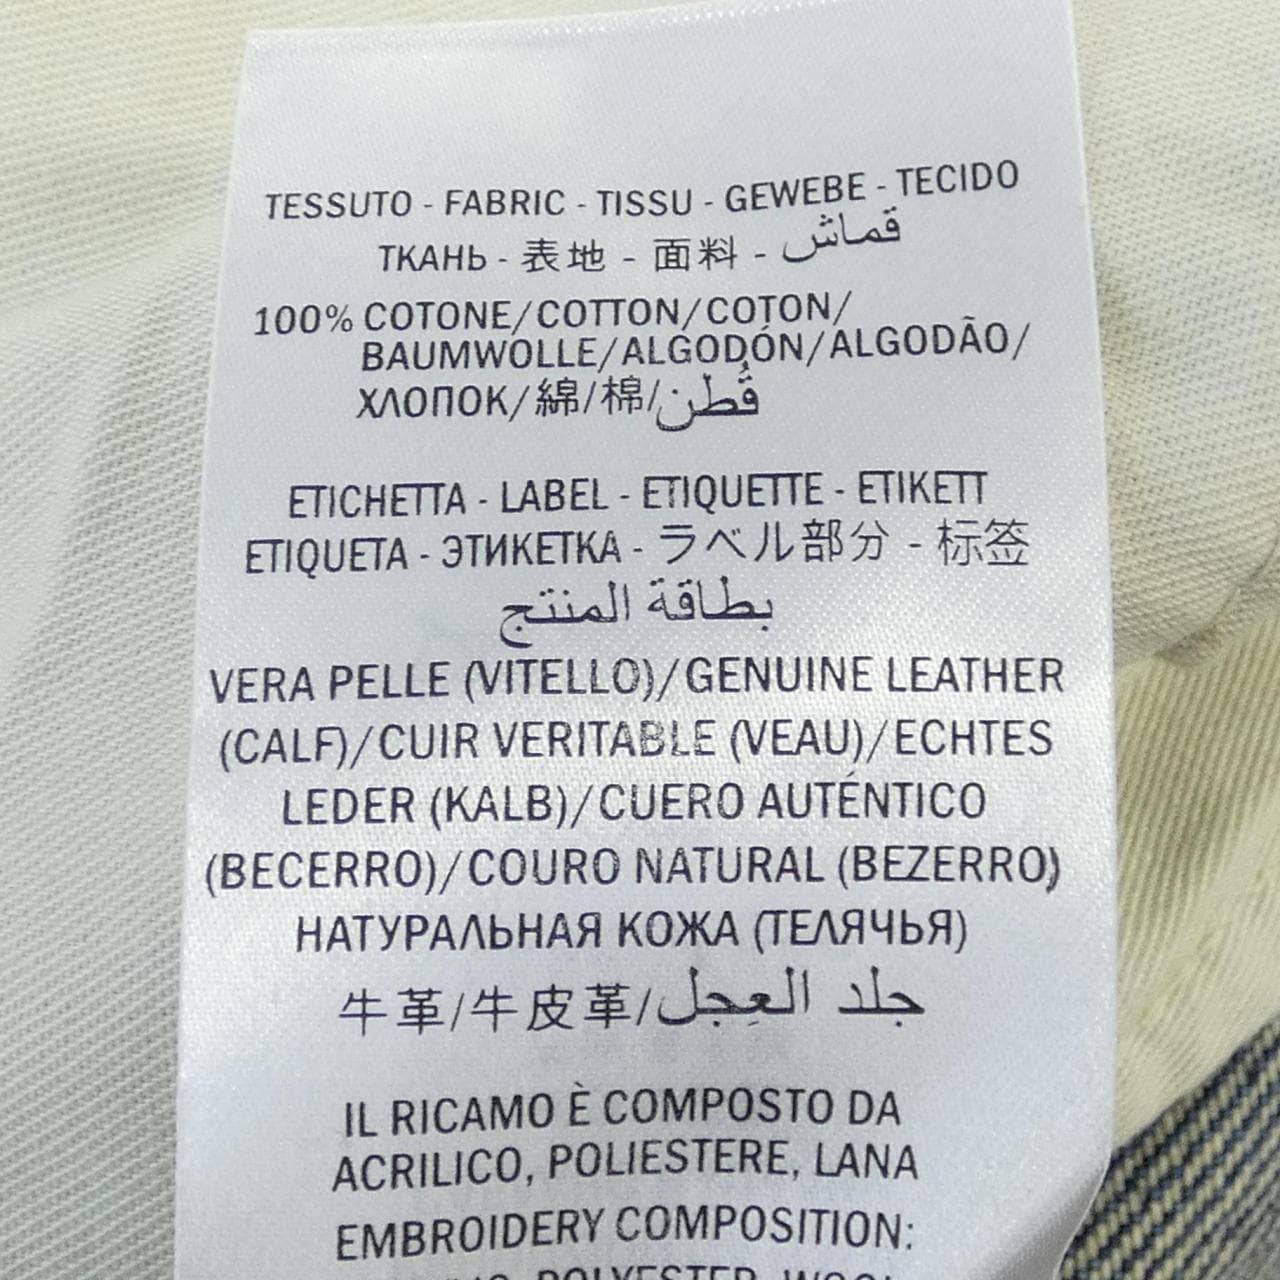 TESSUTO - FABRIC - TISSU - GEWEBE - TECIDO
ТКАНЬ - 表地 - 面料 - قماش
100% COTONE/COTTON/COTON/
BAUMWOLLE/ALGODÓN/ALGODÃO/
ХЛОПОК/綿/棉/قُطن
ETICHETTA - LABEL - ETIQUETTE - ETIKETT
ETIQUETA - ЭТИКЕТКА - ラベル部分 - 标签
بطاقة المنتج
VERA PELLE (VITELLO)/GENUINE LEATHER
(CALF)/CUIR VERITABLE (VEAU)/ECHTES
LEDER (KALB)/CUERO AUTÉNTICO
(BECERRO)/COURO NATURAL (BEZERRO)
НАТУРАЛЬНАЯ КОЖА (ТЕЛЯЧЬЯ)
牛革/牛皮革/جلد العِجل
IL RICAMO È COMPOSTO DA
ACRILICO, POLIESTERE, LANA
EMBROIDERY COMPOSITION:
POLYESTER, WOOL